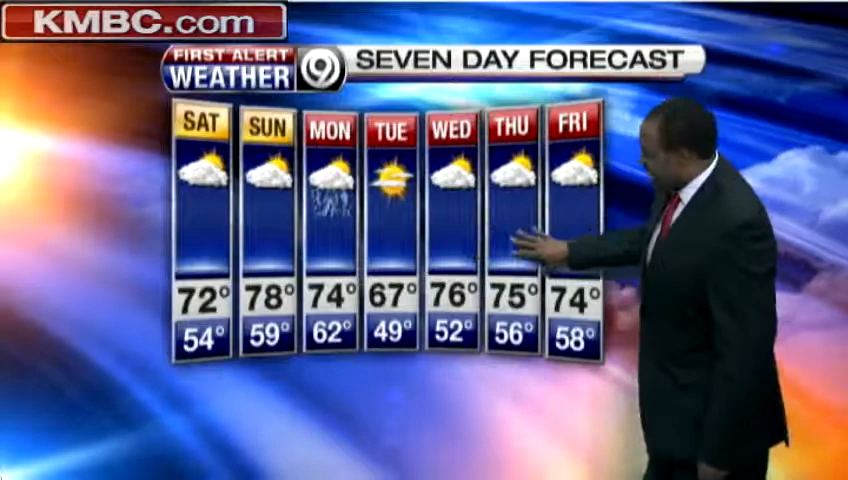 KMBC.com
FIRST ALERT
WEATHER
9
SEVEN DAY FORECAST
SAT SUN MON TUE WED THU FRI
72° 78° 74° 67° 76° 75° 74°
54° 59° 62° 49° 52° 56° 58°